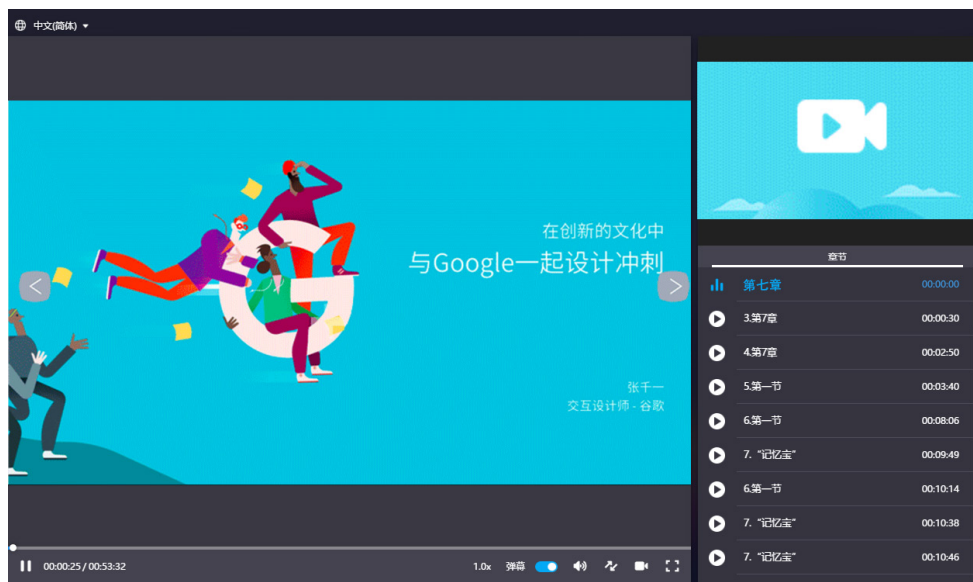 中文(简体)
在创新的文化中
与Google一起设计冲刺
张千一
交互设计师 - 谷歌
00:00:25 / 00:53:32
1.0x 弹幕
章节
第七章 00:00:00
3.第7章 00:00:30
4.第7章 00:02:50
5.第一节 00:03:40
6.第一节 00:08:06
7. "记忆宝" 00:09:49
6.第一节 00:10:14
7. "记忆宝" 00:10:38
7. "记忆宝" 00:10:46